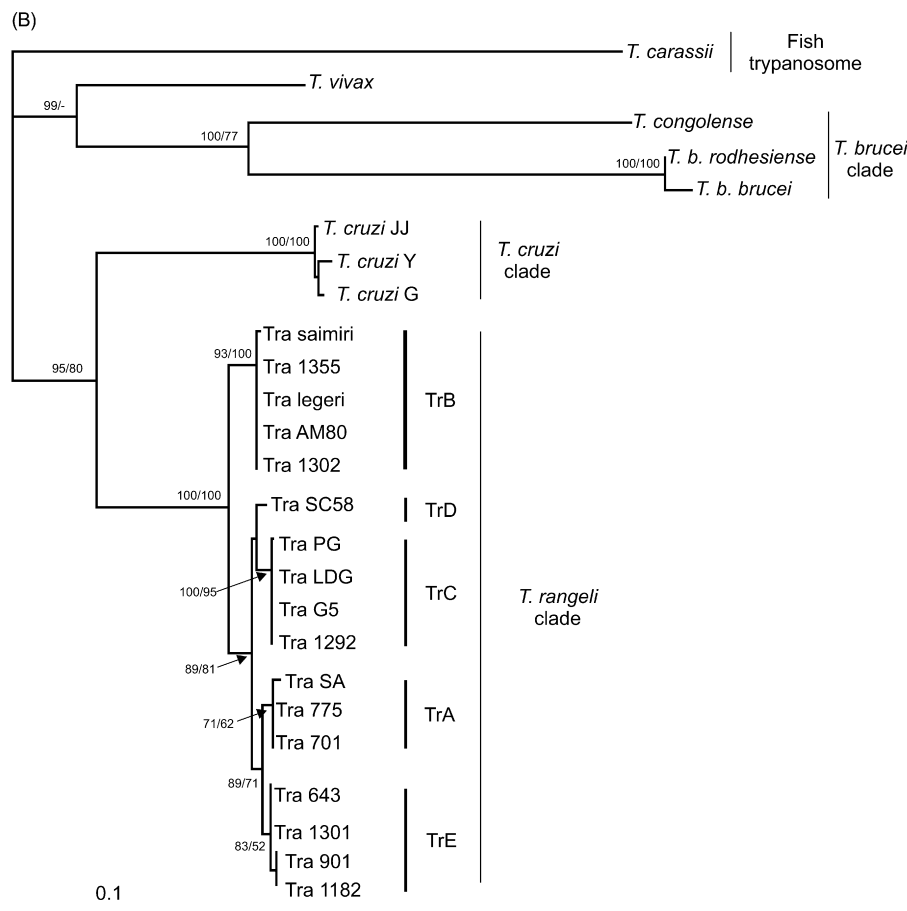 (B)
T. carassii
Fish
trypanosome
T. vivax
99/-
T. congolense
100/77
T. b. rodhesiense
100/100
T. b. brucei
T. brucei
clade
T. cruzi JJ
100/100
T. cruzi Y
T. cruzi G
T. cruzi
clade
Tra saimiri
93/100
Tra 1355
95/80
Tra legeri
TrB
Tra AM80
Tra 1302
100/100
Tra SC58
TrD
Tra PG
Tra LDG
100/95
TrC
Tra G5
Tra 1292
T. rangeli
clade
89/81
Tra SA
Tra 775
71/62
TrA
Tra 701
89/71
Tra 643
Tra 1301
83/52
TrE
Tra 901
Tra 1182
0.1